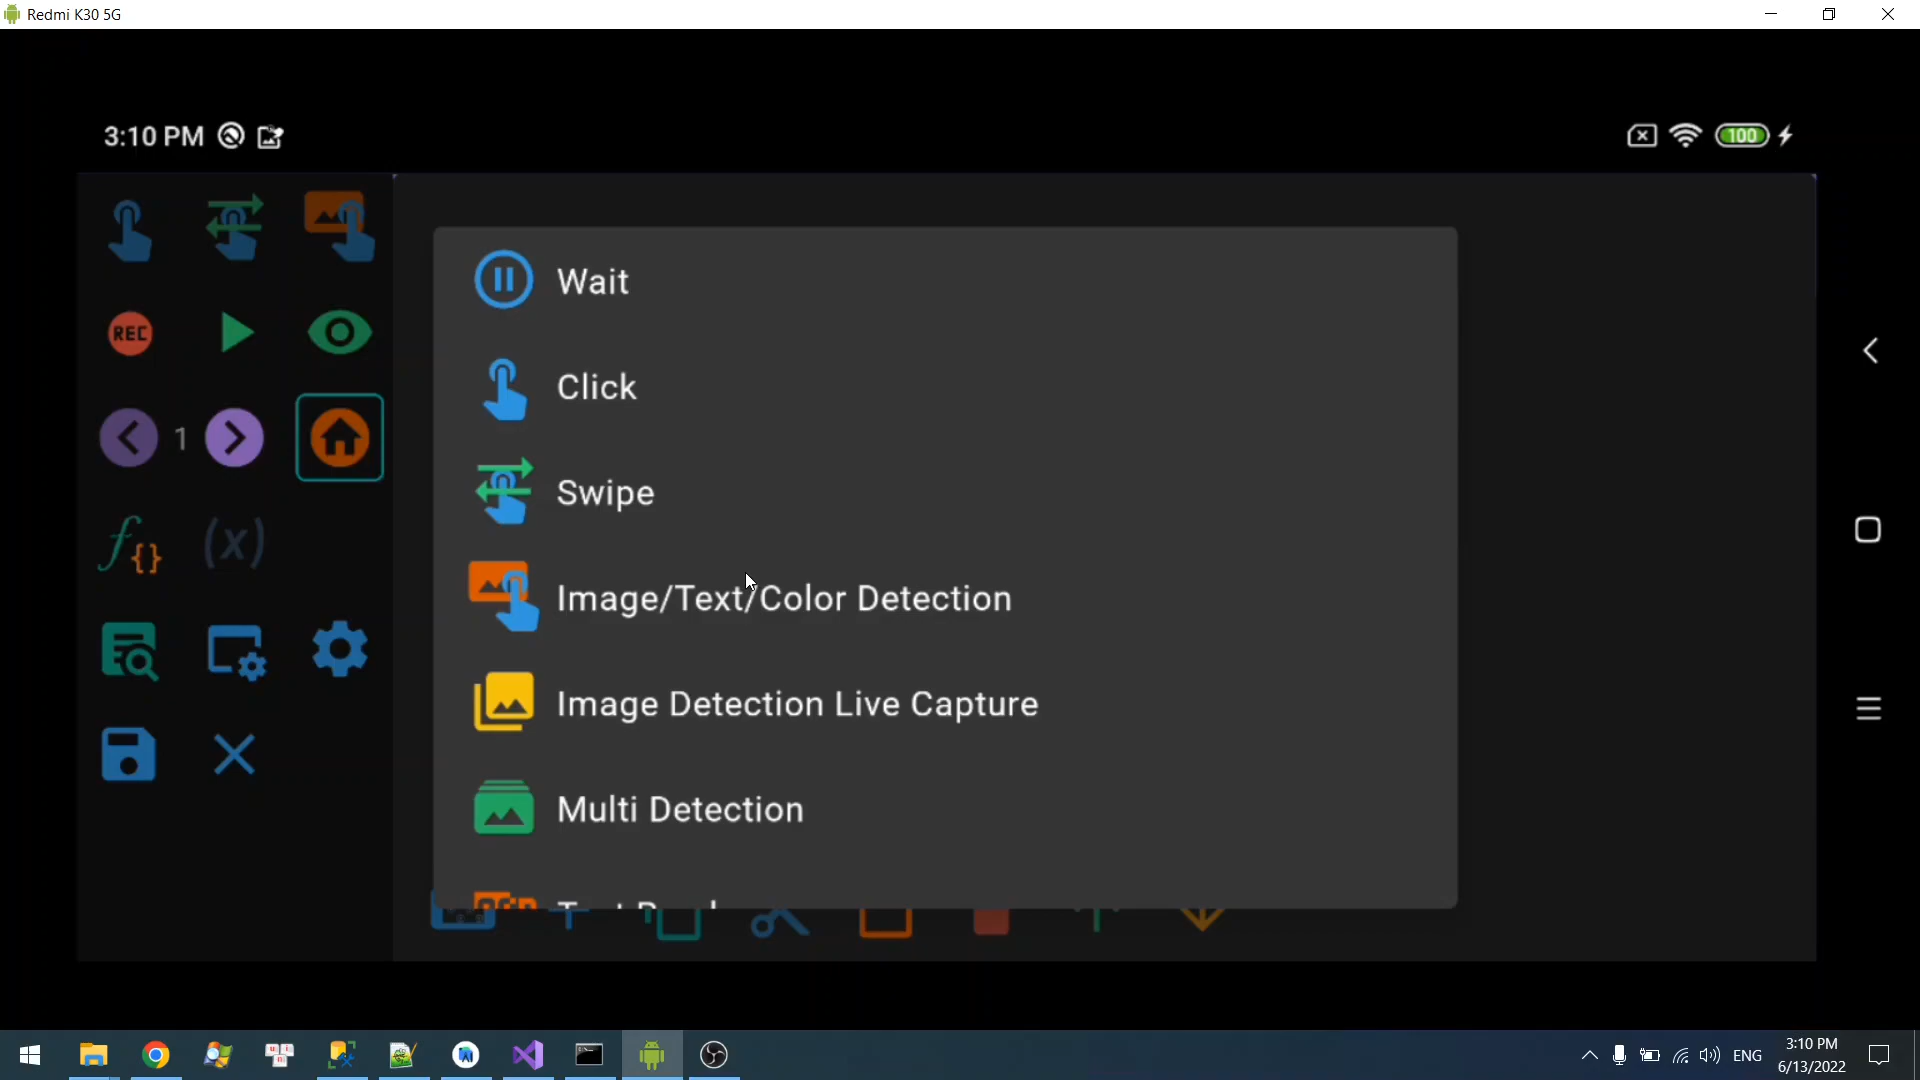 Redmi K30 5G
3:10 PM
100
Wait
Click
Swipe
Image/Text/Color Detection
Image Detection Live Capture
Multi Detection
REC
1
f{}
(x)
ENG
3:10 PM
6/13/2022